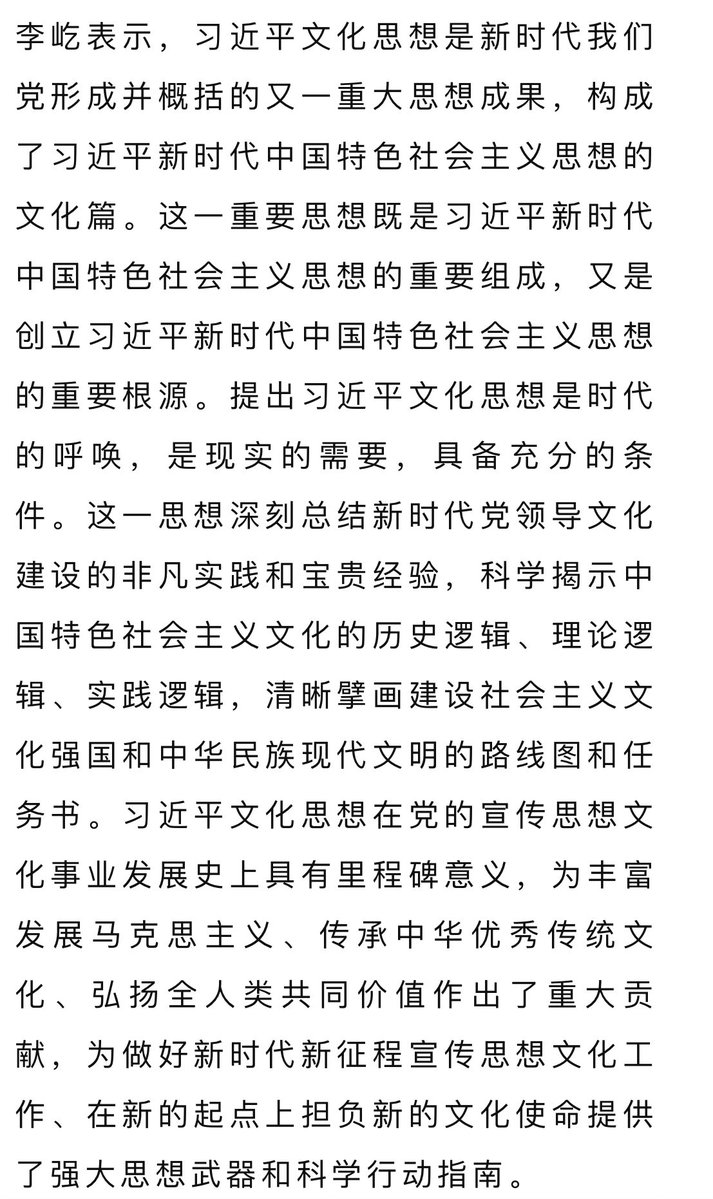 李屹表示，习近平文化思想是新时代我们
党形成并概括的又一重大思想成果，构成
了习近平新时代中国特色社会主义思想的
文化篇。这一重要思想既是习近平新时代
中国特色社会主义思想的重要组成，又是
创立习近平新时代中国特色社会主义思想
的重要根源。提出习近平文化思想是时代
的呼唤，是现实的需要，具备充分的条
件。这一思想深刻总结新时代党领导文化
建设的非凡实践和宝贵经验，科学揭示中
国特色社会主义文化的历史逻辑、理论逻
辑、实践逻辑，清晰擘画建设社会主义文
化强国和中华民族现代文明的路线图和任
务书。习近平文化思想在党的宣传思想文
化事业发展史上具有里程碑意义，为丰富
发展马克思主义、传承中华优秀传统文
化、弘扬全人类共同价值作出了重大贡
献，为做好新时代新征程宣传思想文化工
作、在新的起点上担负新的文化使命提供
了强大思想武器和科学行动指南。